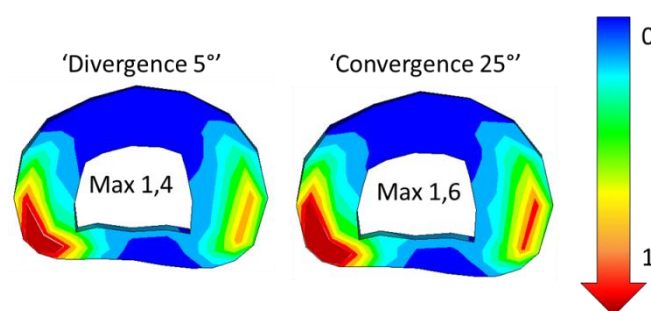 'Divergence 5°'
'Convergence 25°'
0
Max 1,4
Max 1,6
1